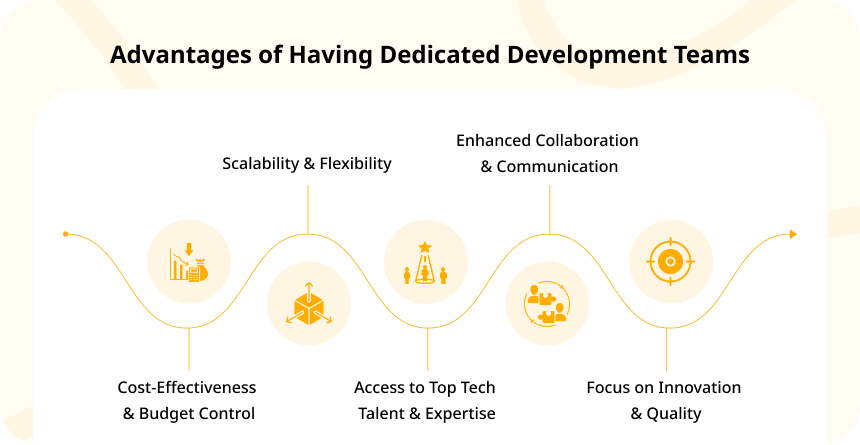 Advantages of Having Dedicated Development Teams
Enhanced Collaboration
& Communication
Scalability & Flexibility
Cost-Effectiveness
& Budget Control
Access to Top Tech
Talent & Expertise
Focus on Innovation
& Quality